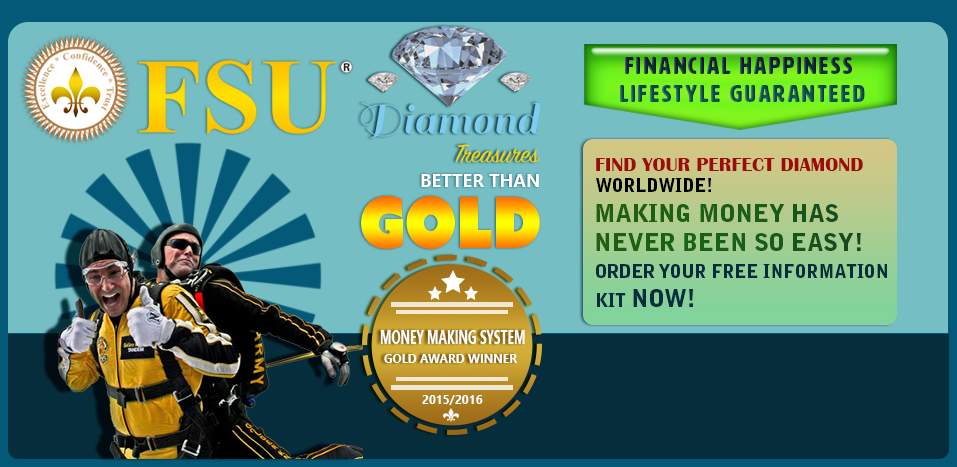 Excellence * Confidence * Trust
FSU®
Diamond
Treasures
BETTER THAN
GOLD
MONEY MAKING SYSTEM
GOLD AWARD WINNER
2015/2016
FINANCIAL HAPPINESS
LIFESTYLE GUARANTEED
FIND YOUR PERFECT DIAMOND
WORLDWIDE!
MAKING MONEY HAS
NEVER BEEN SO EASY!
ORDER YOUR FREE INFORMATION
KIT NOW!
ARMY
TANDEM